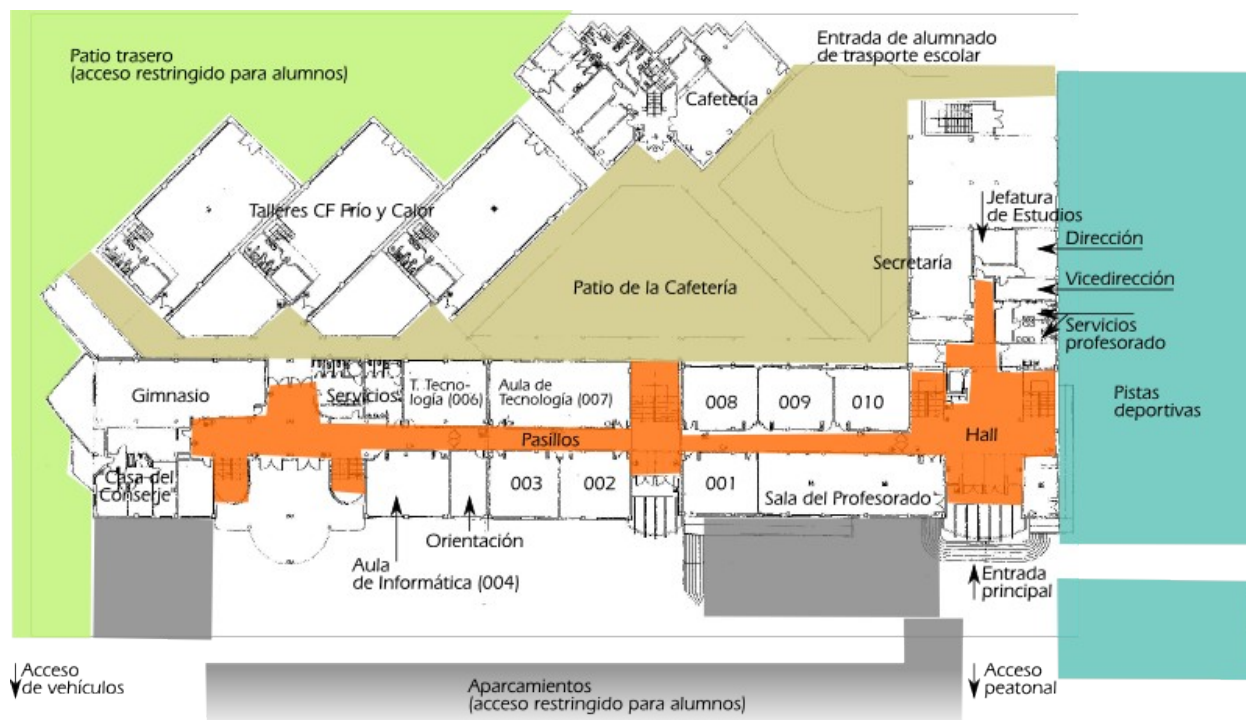 Patio trasero
(acceso restringido para alumnos)
Entrada de alumnado
de trasporte escolar
Cafetería
Talleres CF Frío y Calor
Jefatura
de Estudios
Dirección
Secretaría
Vicedirección
Patio de la Cafetería
Servicios
profesorado
Gimnasio
Servicios
T. Tecno-
logía (006)
Aula de
Tecnología (007)
008
009
010
Pistas
deportivas
Pasillos
Hall
Casa del
Conserje
003
002
001
Sala del Profesorado
Orientación
Aula
de Informática (004)
Entrada
principal
Acceso
de vehículos
Aparcamientos
(acceso restringido para alumnos)
Acceso
peatonal